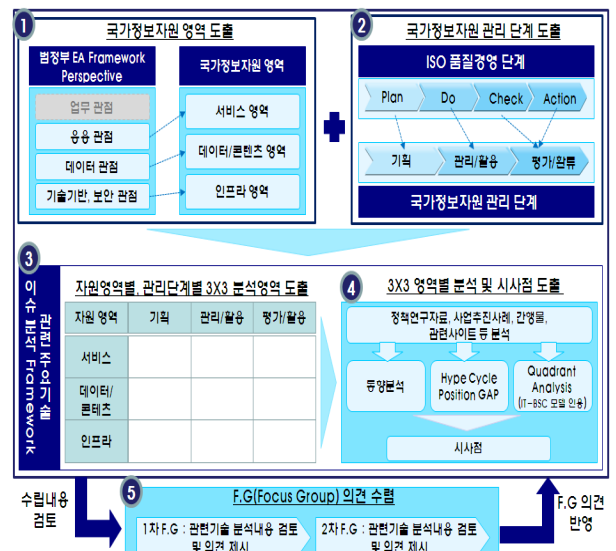 1
국가정보자원 영역 도출
범정부 EA Framework
Perspective
업무 관점
응용 관점
데이터 관점
기술기반, 보안 관점
국가정보자원 영역
서비스 영역
데이터/콘텐츠 영역
인프라 영역
2
국가정보자원 관리 단계 도출
ISO 품질경영 단계
Plan
Do
Check
Action
기획
관리/활용
평가/환류
국가정보자원 관리 단계
3
관련 주요기술
이슈 분석 Framework
자원영역별, 관리단계별 3X3 분석영역 도출
자원 영역
기획
관리/활용
평가/활용
서비스
데이터/
콘텐츠
인프라
4
3X3 영역별 분석 및 시사점 도출
정책연구자료, 사업추진사례, 간행물,
관련사이트 등 분석
동향분석
Hype Cycle
Position GAP
Quadrant
Analysis
(IT-BSC 모델 인용)
시사점
수립내용
검토
5
F.G(Focus Group) 의견 수렴
1차 F.G : 관련기술 분석내용 검토
및 의견 제시
2차 F.G : 관련기술 분석내용 검토
및 의견 제시
F.G 의견
반영